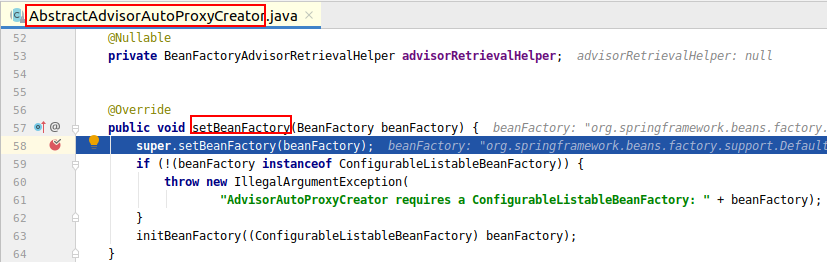 AbstractAdvisorAutoProxyCreator.java ×
52 @Nullable
53 private BeanFactoryAdvisorRetrievalHelper advisorRetrievalHelper; advisorRetrievalHelper: null
54
55
56 @Override
57 @ public void setBeanFactory(BeanFactory beanFactory) { beanFactory: "org.springframework.beans.factory.
58 super.setBeanFactory(beanFactory); beanFactory: "org.springframework.beans.factory.support.Default
59 if (!(beanFactory instanceof ConfigurableListableBeanFactory)) {
60 throw new IllegalArgumentException(
61 "AdvisorAutoProxyCreator requires a ConfigurableListableBeanFactory: " + beanFactory);
62 }
63 initBeanFactory((ConfigurableListableBeanFactory) beanFactory);
64 }